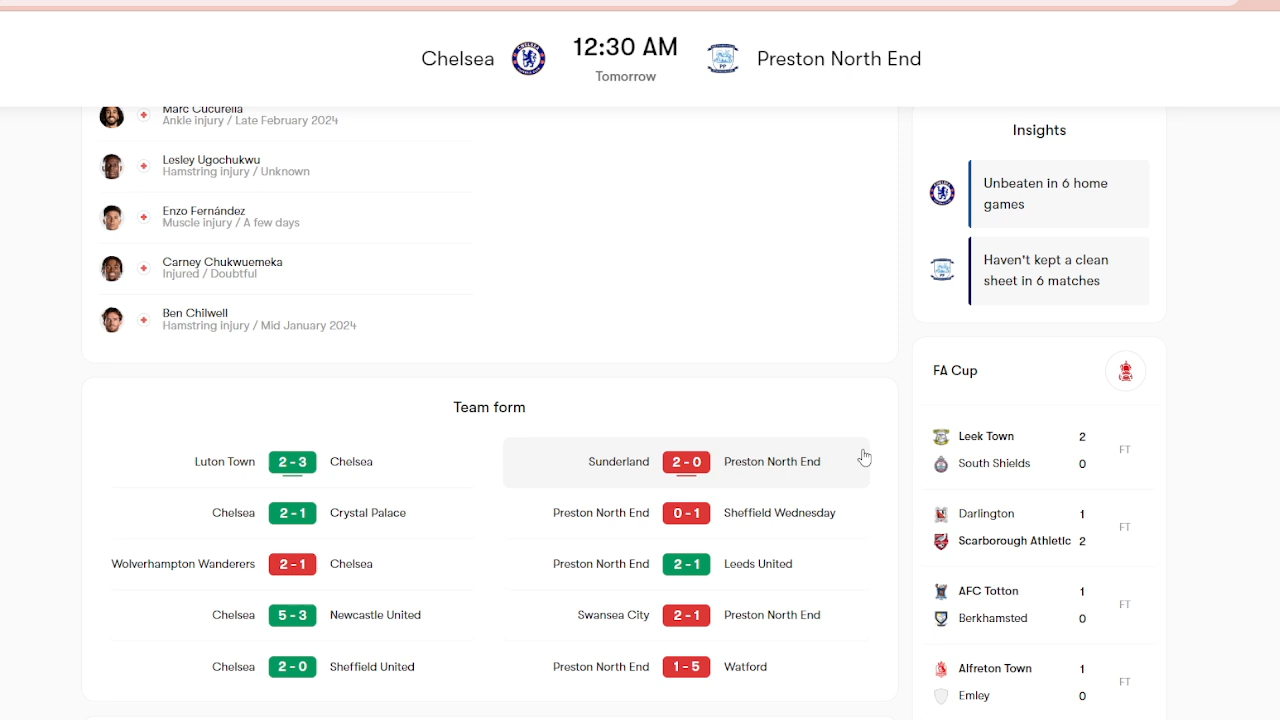 Chelsea
12:30 AM
Tomorrow
Preston North End
Marc Cucurella
Ankle injury / Late February 2024
Lesley Ugochukwu
Hamstring injury / Unknown
Enzo Fernández
Muscle injury / A few days
Carney Chukwuemeka
Injured / Doubtful
Ben Chilwell
Hamstring injury / Mid January 2024
Team form
Luton Town 2 - 3 Chelsea
Chelsea 2 - 1 Crystal Palace
Wolverhampton Wanderers 2 - 1 Chelsea
Chelsea 5 - 3 Newcastle United
Chelsea 2 - 0 Sheffield United
Sunderland 2 - 0 Preston North End
Preston North End 0 - 1 Sheffield Wednesday
Preston North End 2 - 1 Leeds United
Swansea City 2 - 1 Preston North End
Preston North End 1 - 5 Watford
Insights
Unbeaten in 6 home
games
Haven't kept a clean
sheet in 6 matches
FA Cup
Leek Town 2
FT
South Shields 0
Darlington 1
FT
Scarborough Athletic 2
AFC Totton 1
FT
Berkhamsted 0
Alfreton Town 1
FT
Emley 0